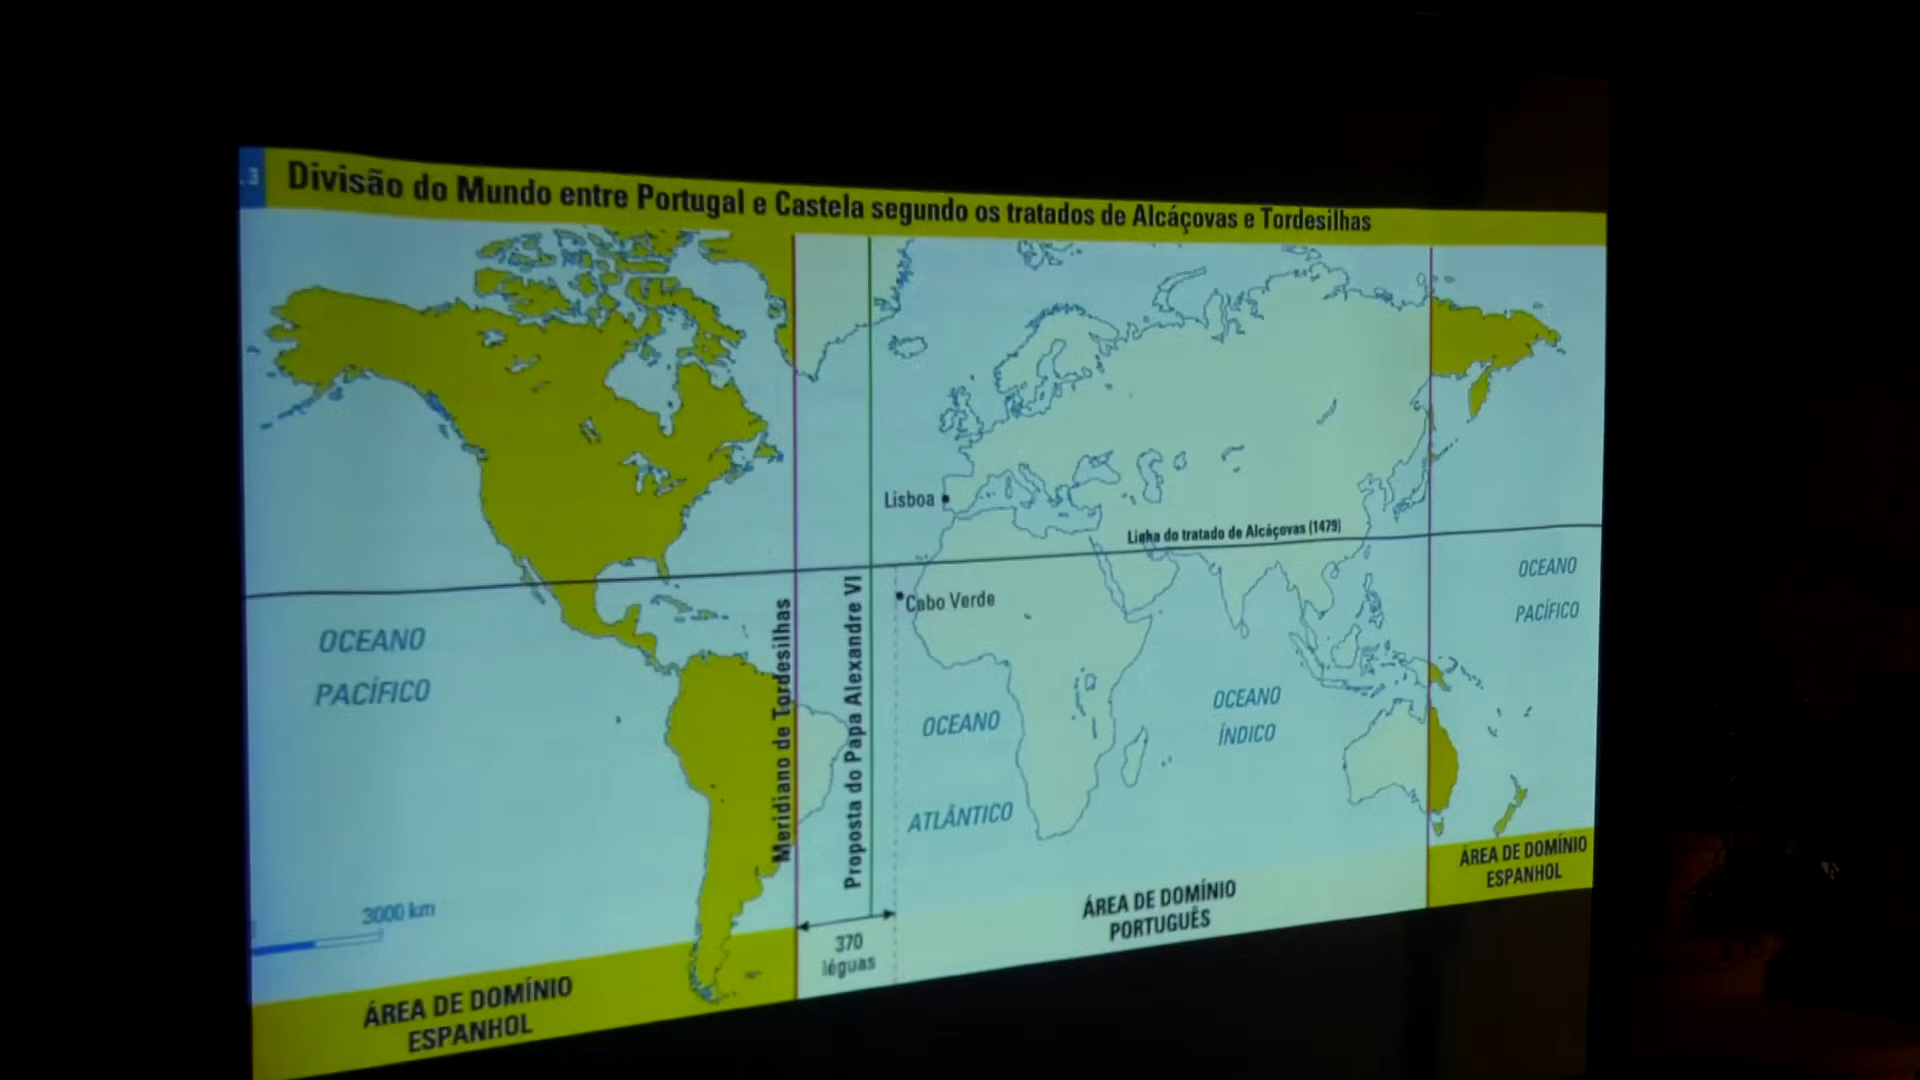 .3
Divisão do Mundo entre Portugal e Castela segundo os tratados de Alcáçovas e Tordesilhas
Lisboa
Linha do tratado de Alcáçovas (1479)
Cabo Verde
OCEANO
PACÍFICO
OCEANO
PACÍFICO
Meridiano de Tordesilhas
Proposta do Papa Alexandre VI
OCEANO
ATLÂNTICO
OCEANO
ÍNDICO
3000 km
370
léguas
ÁREA DE DOMÍNIO
ESPANHOL
ÁREA DE DOMÍNIO
PORTUGUÊS
ÁREA DE DOMÍNIO
ESPANHOL